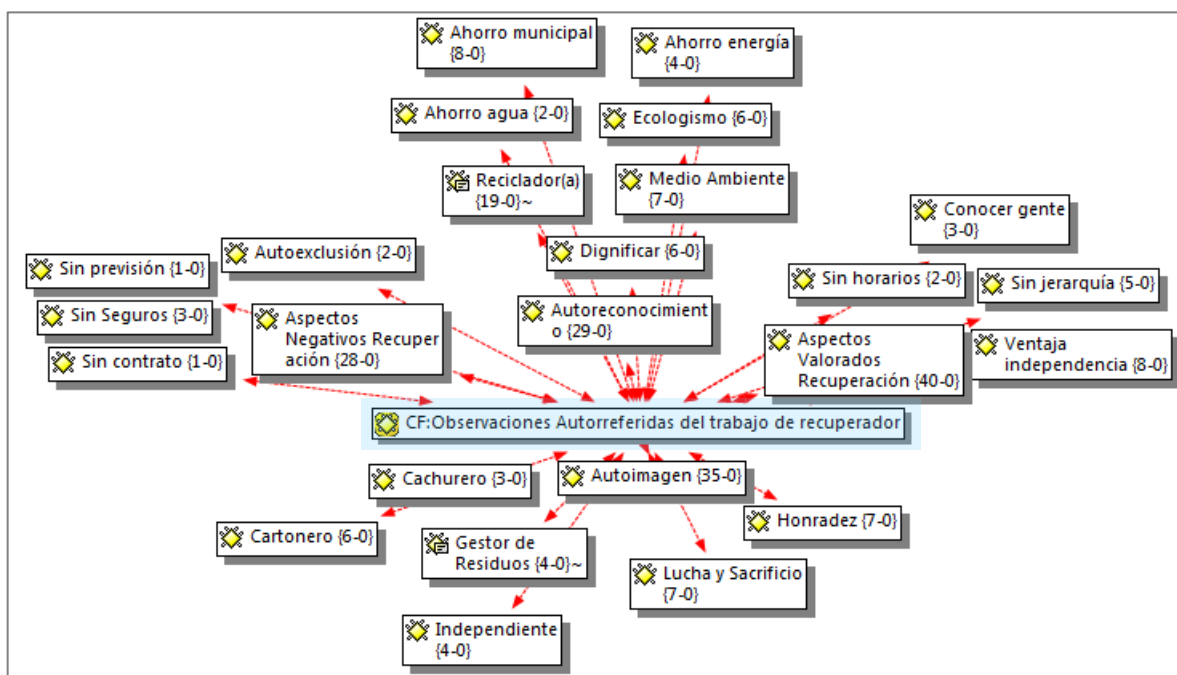 Ahorro municipal
{8-0}
Ahorro energía
{4-0}
Ahorro agua {2-0}
Ecologismo {6-0}
Reciclador(a)
{19-0}~
Medio Ambiente
{7-0}
Conocer gente
{3-0}
Autoexclusión {2-0}
Dignificar {6-0}
Sin previsión {1-0}
Sin horarios {2-0}
Sin jerarquía {5-0}
Sin Seguros {3-0}
Aspectos
Negativos Recuper
ación {28-0}
Autoreconocimient
o {29-0}
Aspectos
Valorados
Recuperación {40-0}
Ventaja
independencia {8-0}
Sin contrato {1-0}
CF:Observaciones Autorreferidas del trabajo de recuperador
Cachurero {3-0}
Autoimagen {35-0}
Cartonero {6-0}
Honradez {7-0}
Gestor de
Residuos {4-0}~
Lucha y Sacrificio
{7-0}
Independiente
{4-0}